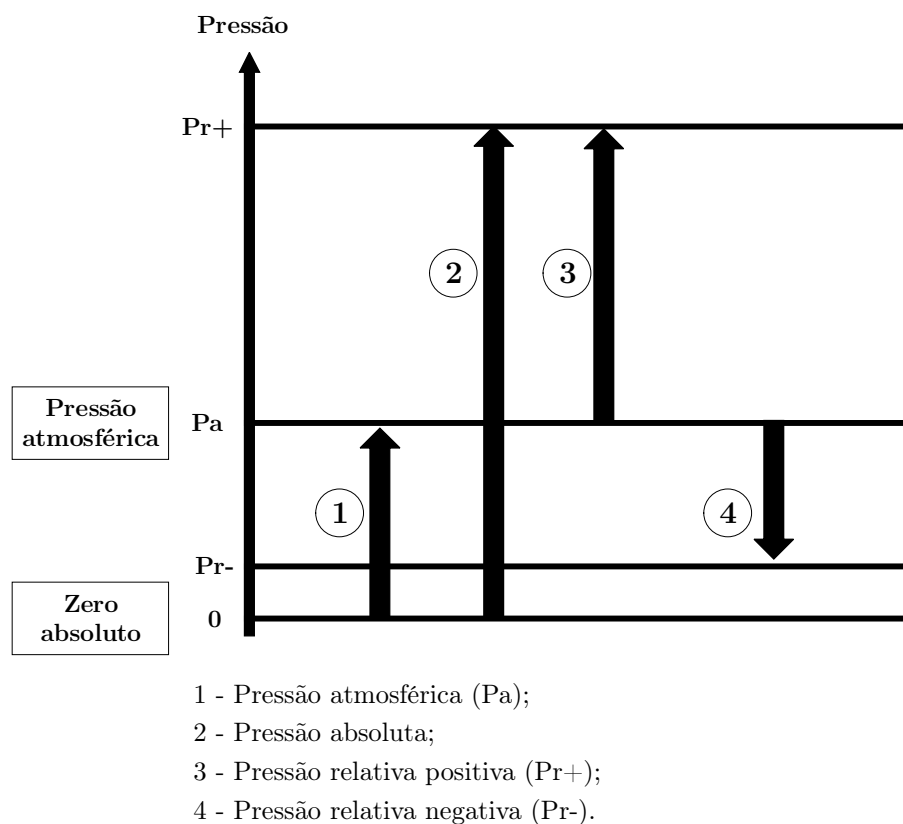 Pressão
Pr+
2
3
Pressão
atmosférica
Pa
1
4
Pr-
Zero
absoluto
0
1 - Pressão atmosférica (Pa);
2 - Pressão absoluta;
3 - Pressão relativa positiva (Pr+);
4 - Pressão relativa negativa (Pr-).